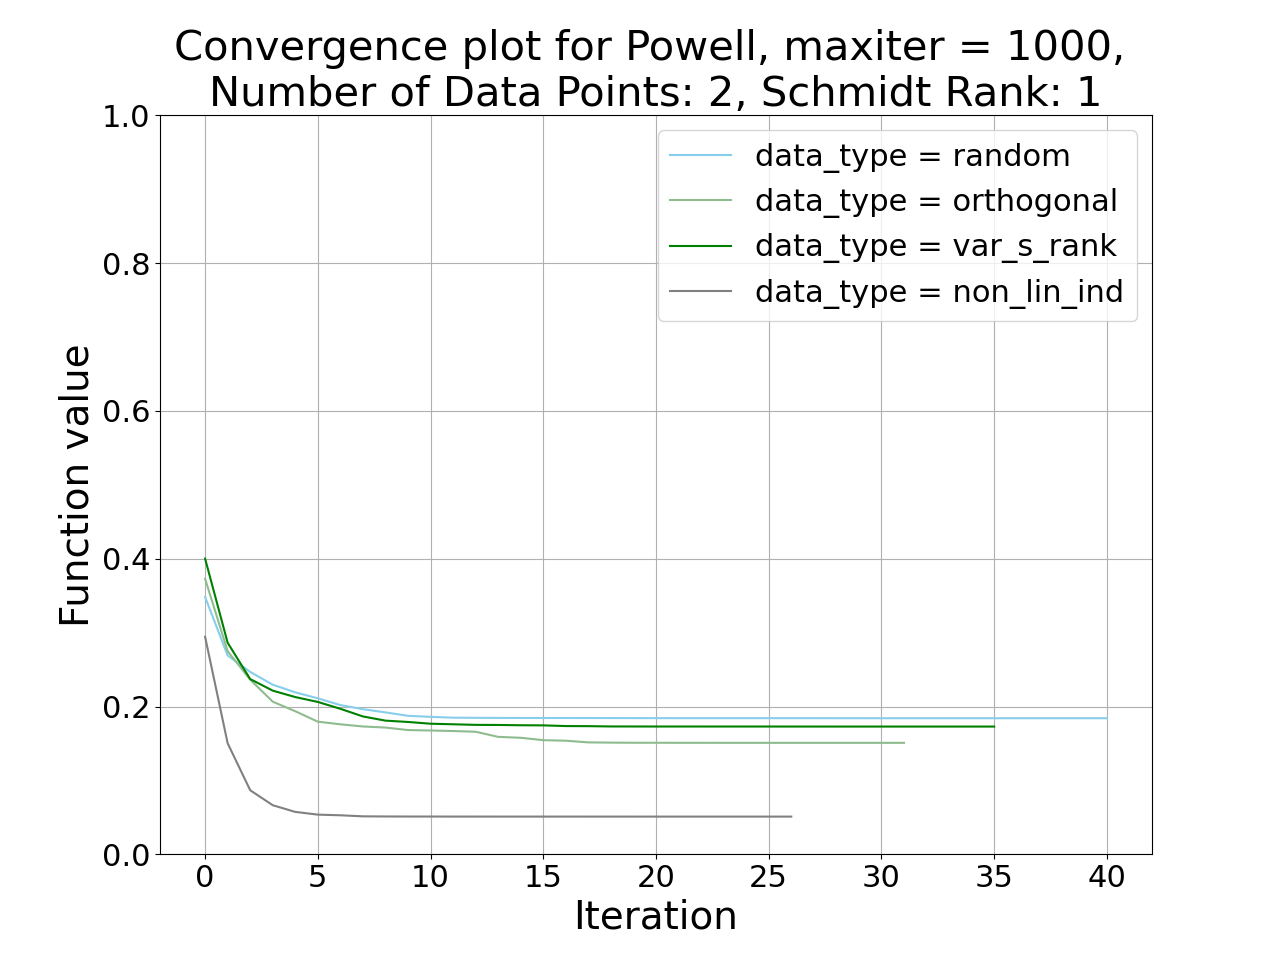 Convergence plot for Powell, maxiter = 1000,
Number of Data Points: 2, Schmidt Rank: 1
1.0
0.8
0.6
0.4
0.2
0.0
Function value
data_type = random
data_type = orthogonal
data_type = var_s_rank
data_type = non_lin_ind
0 5 10 15 20 25 30 35 40
Iteration